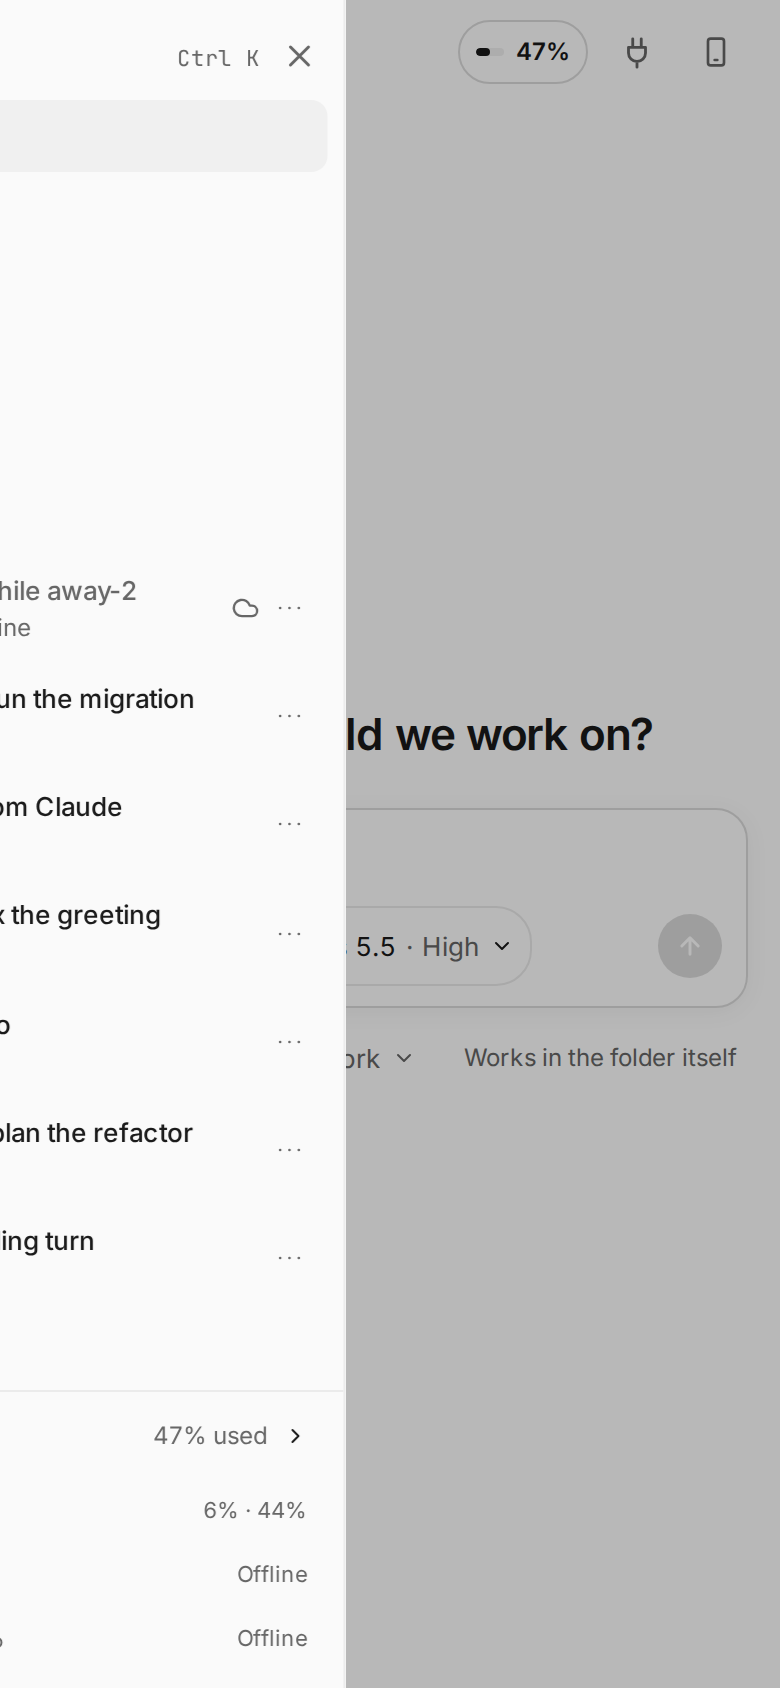 Ctrl K
47%
hile away-2
ine
un the migration
om Claude
x the greeting
o
plan the refactor
ling turn
47% used
6% · 44%
Offline
Offline
ld we work on?
5.5 · High
ork
Works in the folder itself